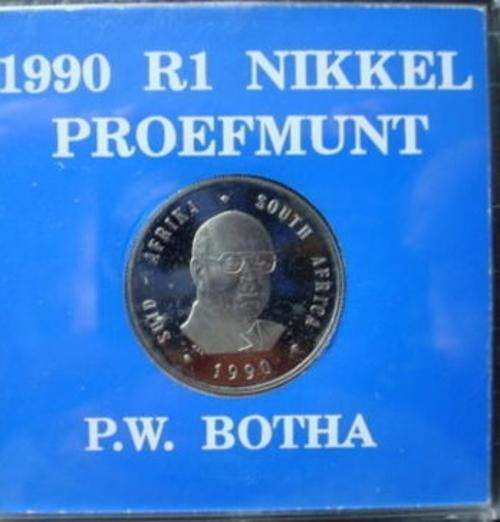 1990 R1 NIKKEL
PROEFMUNT
SUID-AFRIKA · SOUTH AFRICA
· 1990 ·
P.W. BOTHA